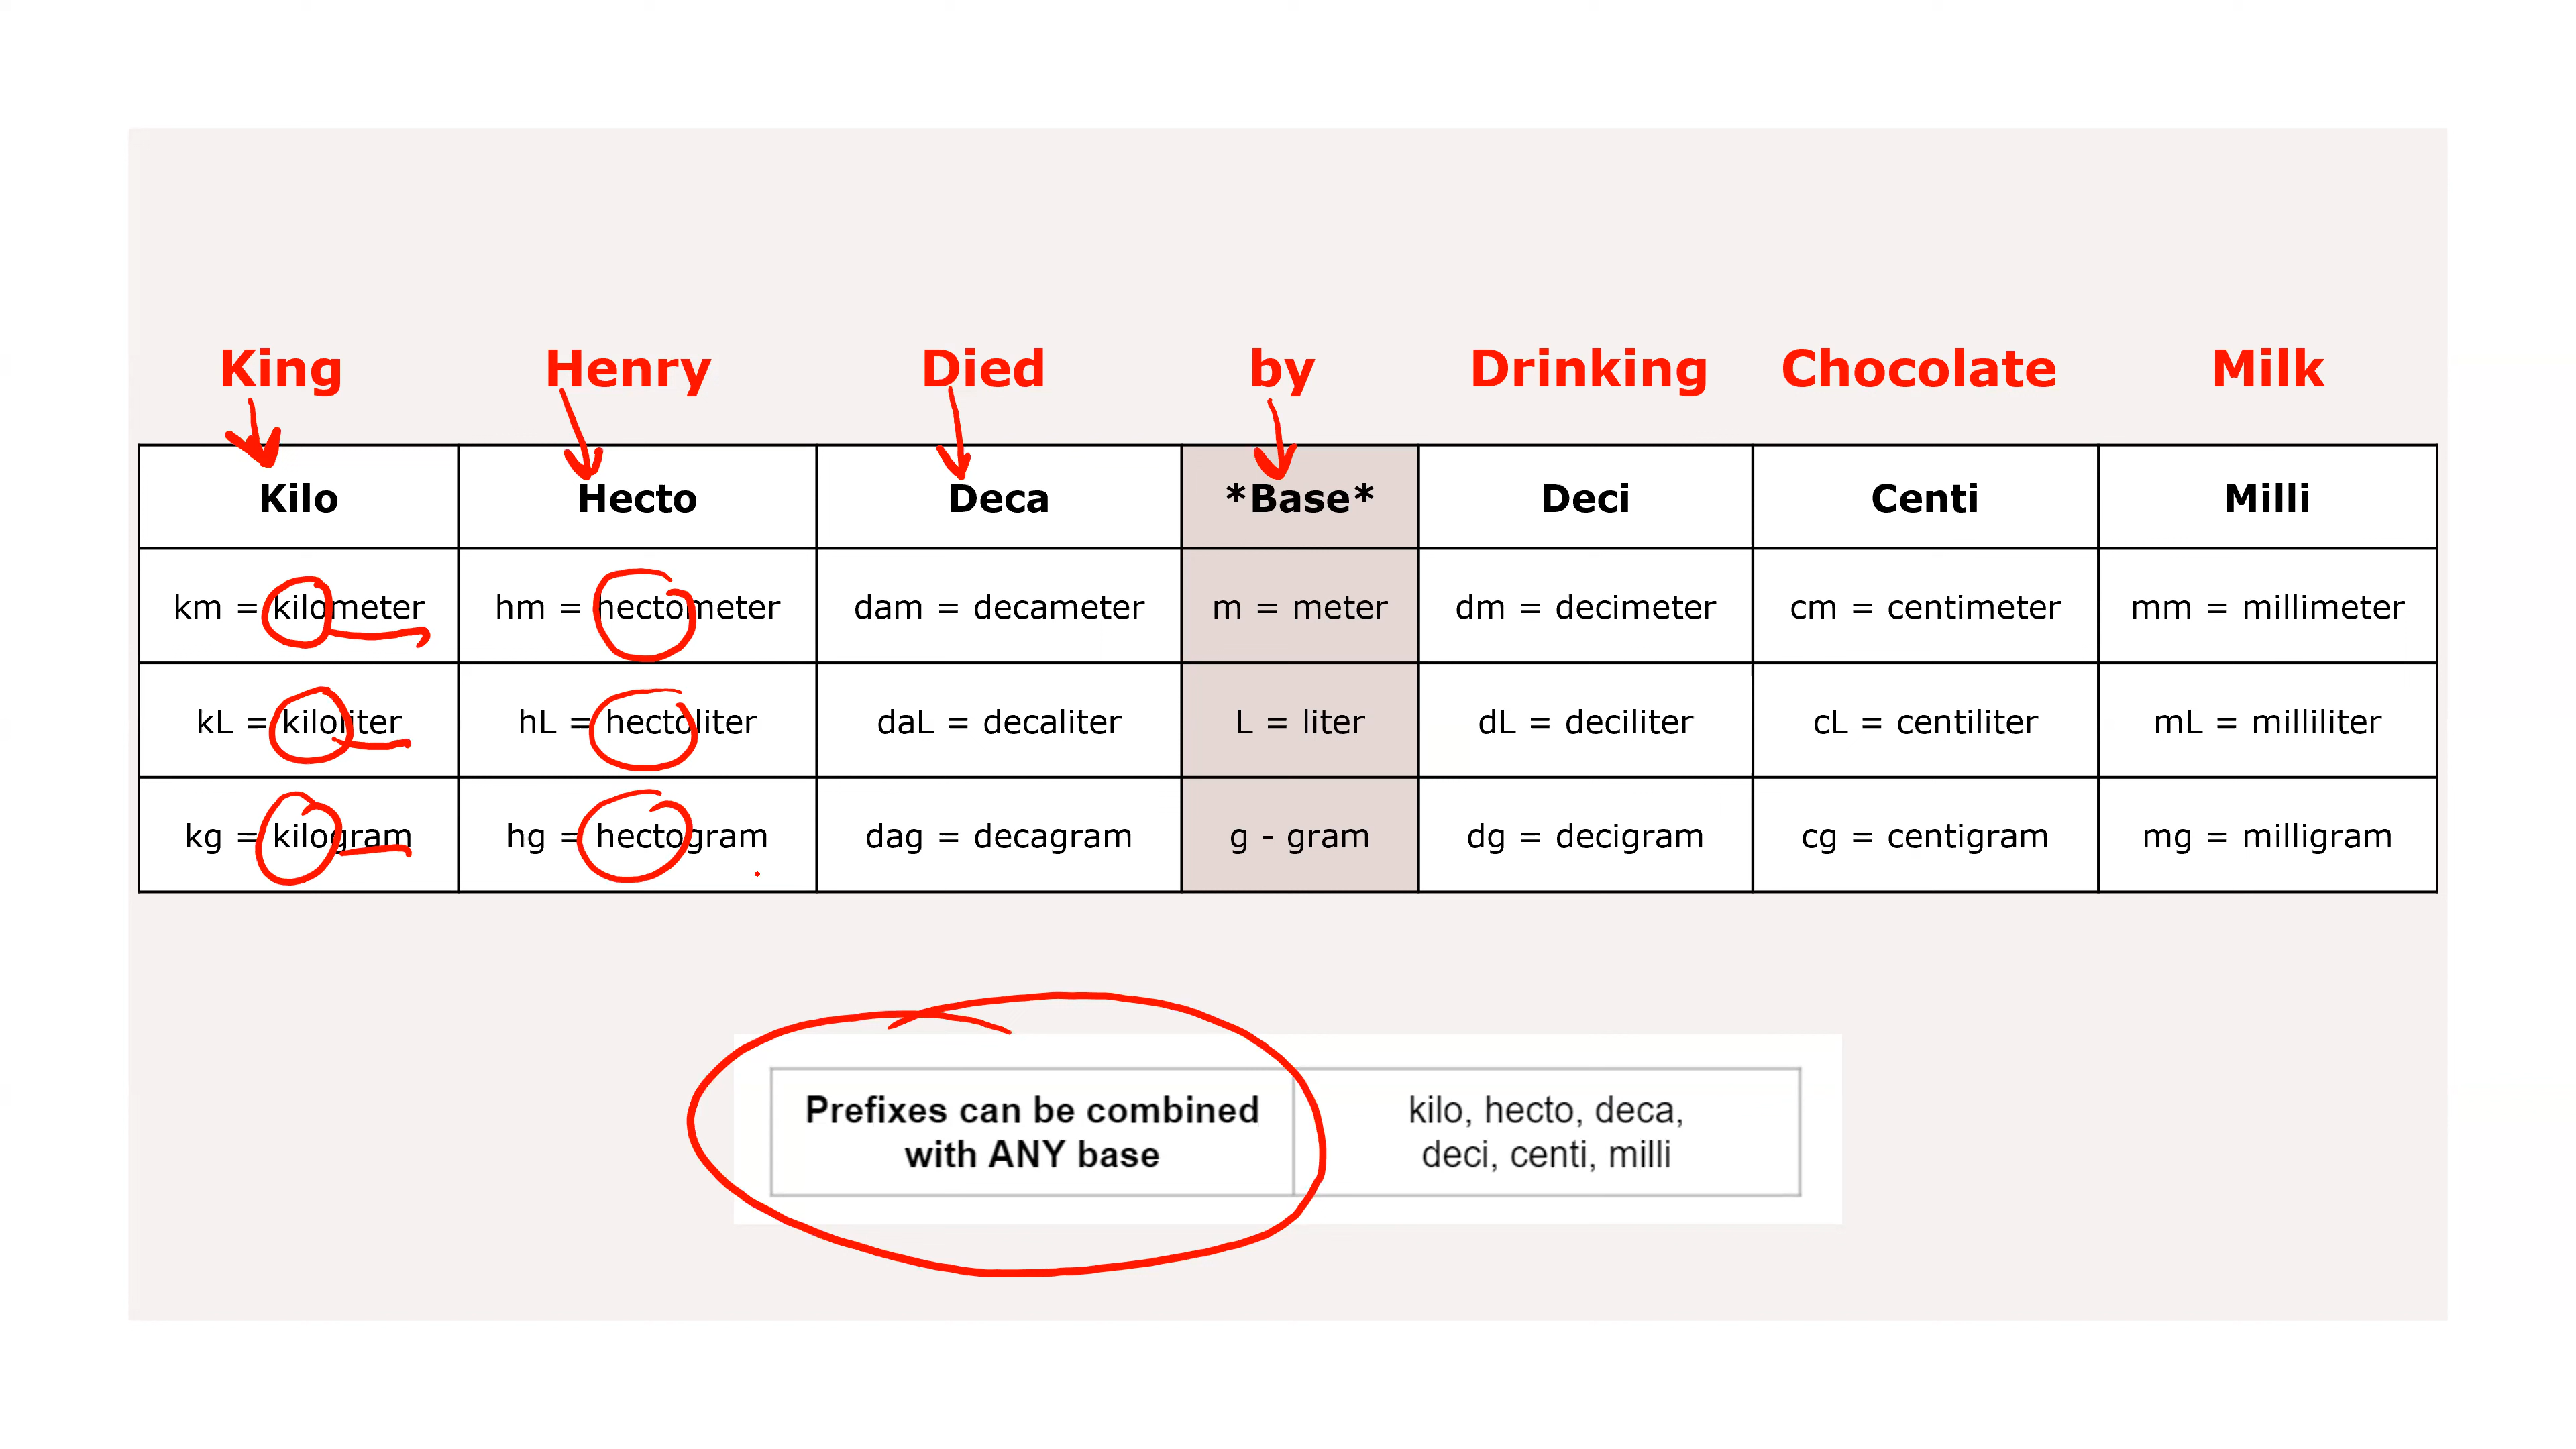 King Henry Died by Drinking Chocolate Milk
Kilo Hecto Deca *Base* Deci Centi Milli
km = kilometer hm = hectometer dam = decameter m = meter dm = decimeter cm = centimeter mm = millimeter
kL = kiloliter hL = hectoliter daL = decaliter L = liter dL = deciliter cL = centiliter mL = milliliter
kg = kilogram hg = hectogram dag = decagram g - gram dg = decigram cg = centigram mg = milligram
Prefixes can be combined
with ANY base
kilo, hecto, deca,
deci, centi, milli